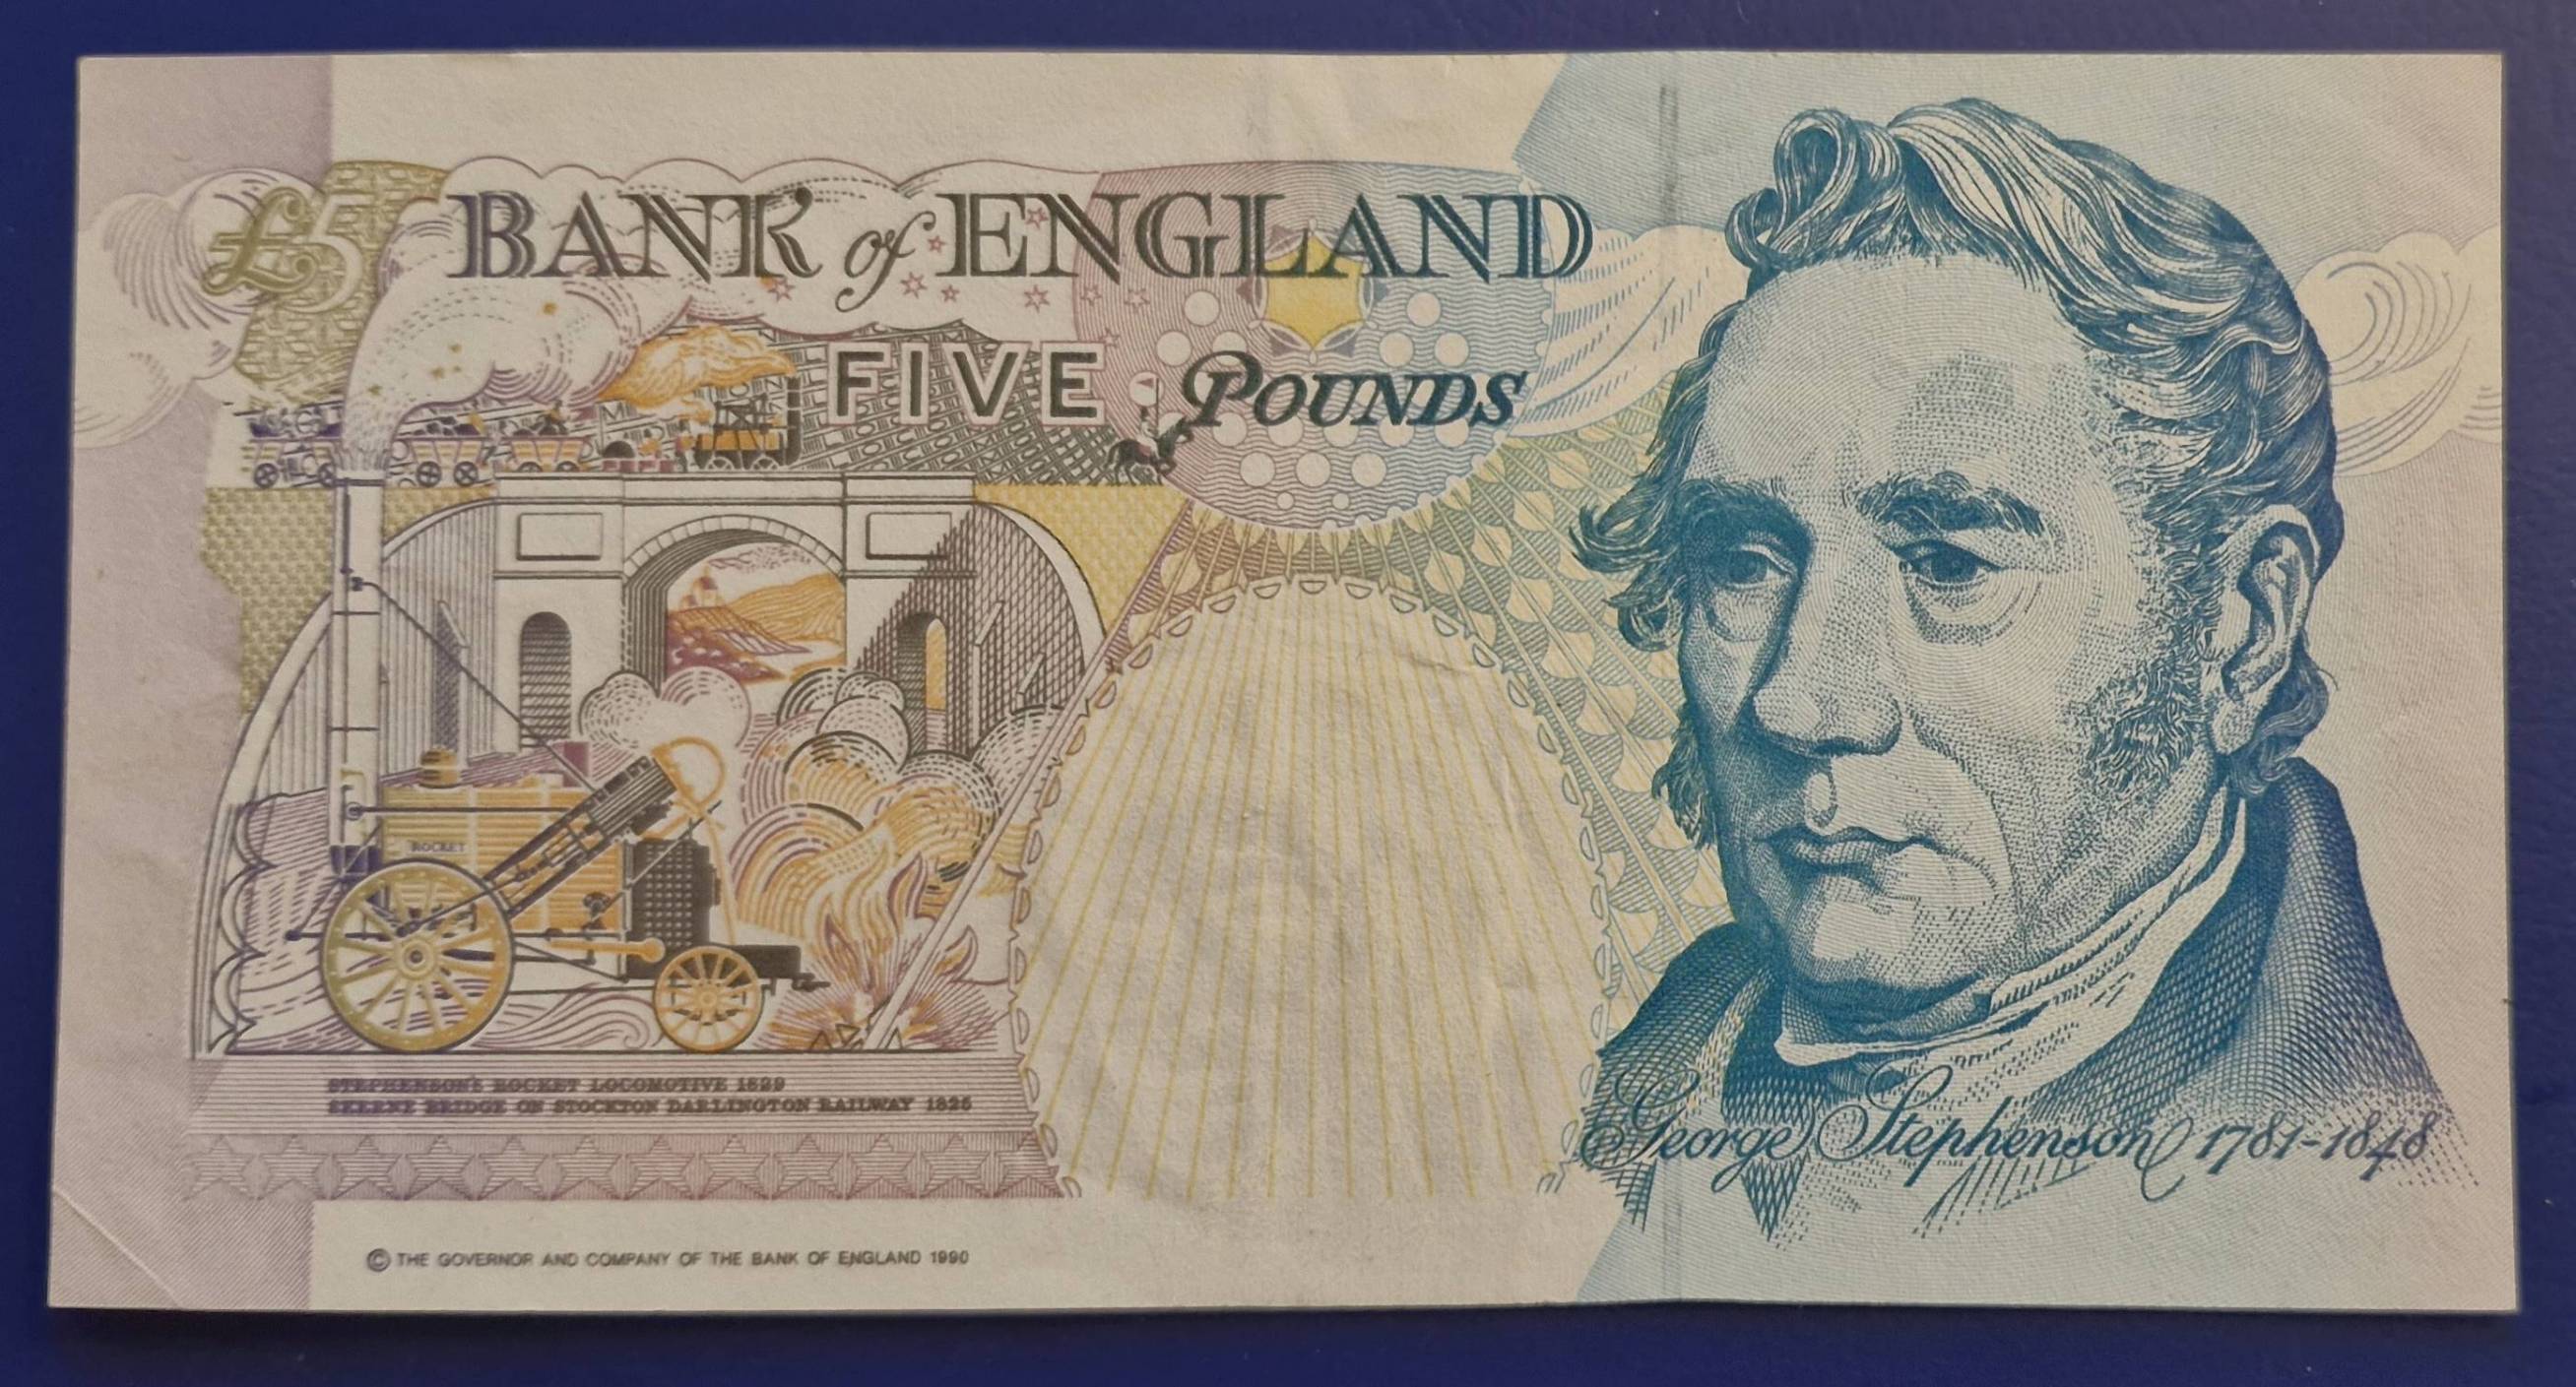 £5 BANK of ENGLAND
FIVE POUNDS
ROCKET
STEPHENSON'S ROCKET LOCOMOTIVE 1829
SKERNE BRIDGE ON STOCKTON DARLINGTON RAILWAY 1825
George Stephenson 1781-1848
© THE GOVERNOR AND COMPANY OF THE BANK OF ENGLAND 1990